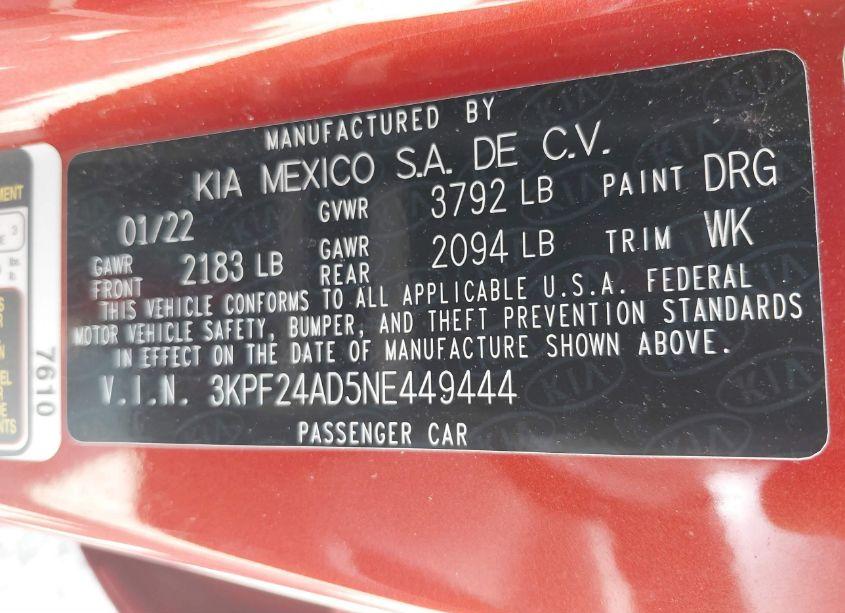 MANUFACTURED BY
KIA MEXICO S.A. DE C.V.
01/22 GVWR 3792 LB PAINT DRG
GAWR FRONT 2183 LB GAWR REAR 2094 LB TRIM WK
THIS VEHICLE CONFORMS TO ALL APPLICABLE U.S.A. FEDERAL
MOTOR VEHICLE SAFETY, BUMPER, AND THEFT PREVENTION STANDARDS
IN EFFECT ON THE DATE OF MANUFACTURE SHOWN ABOVE.
V.I.N. 3KPF24AD5NE449444
PASSENGER CAR
7610